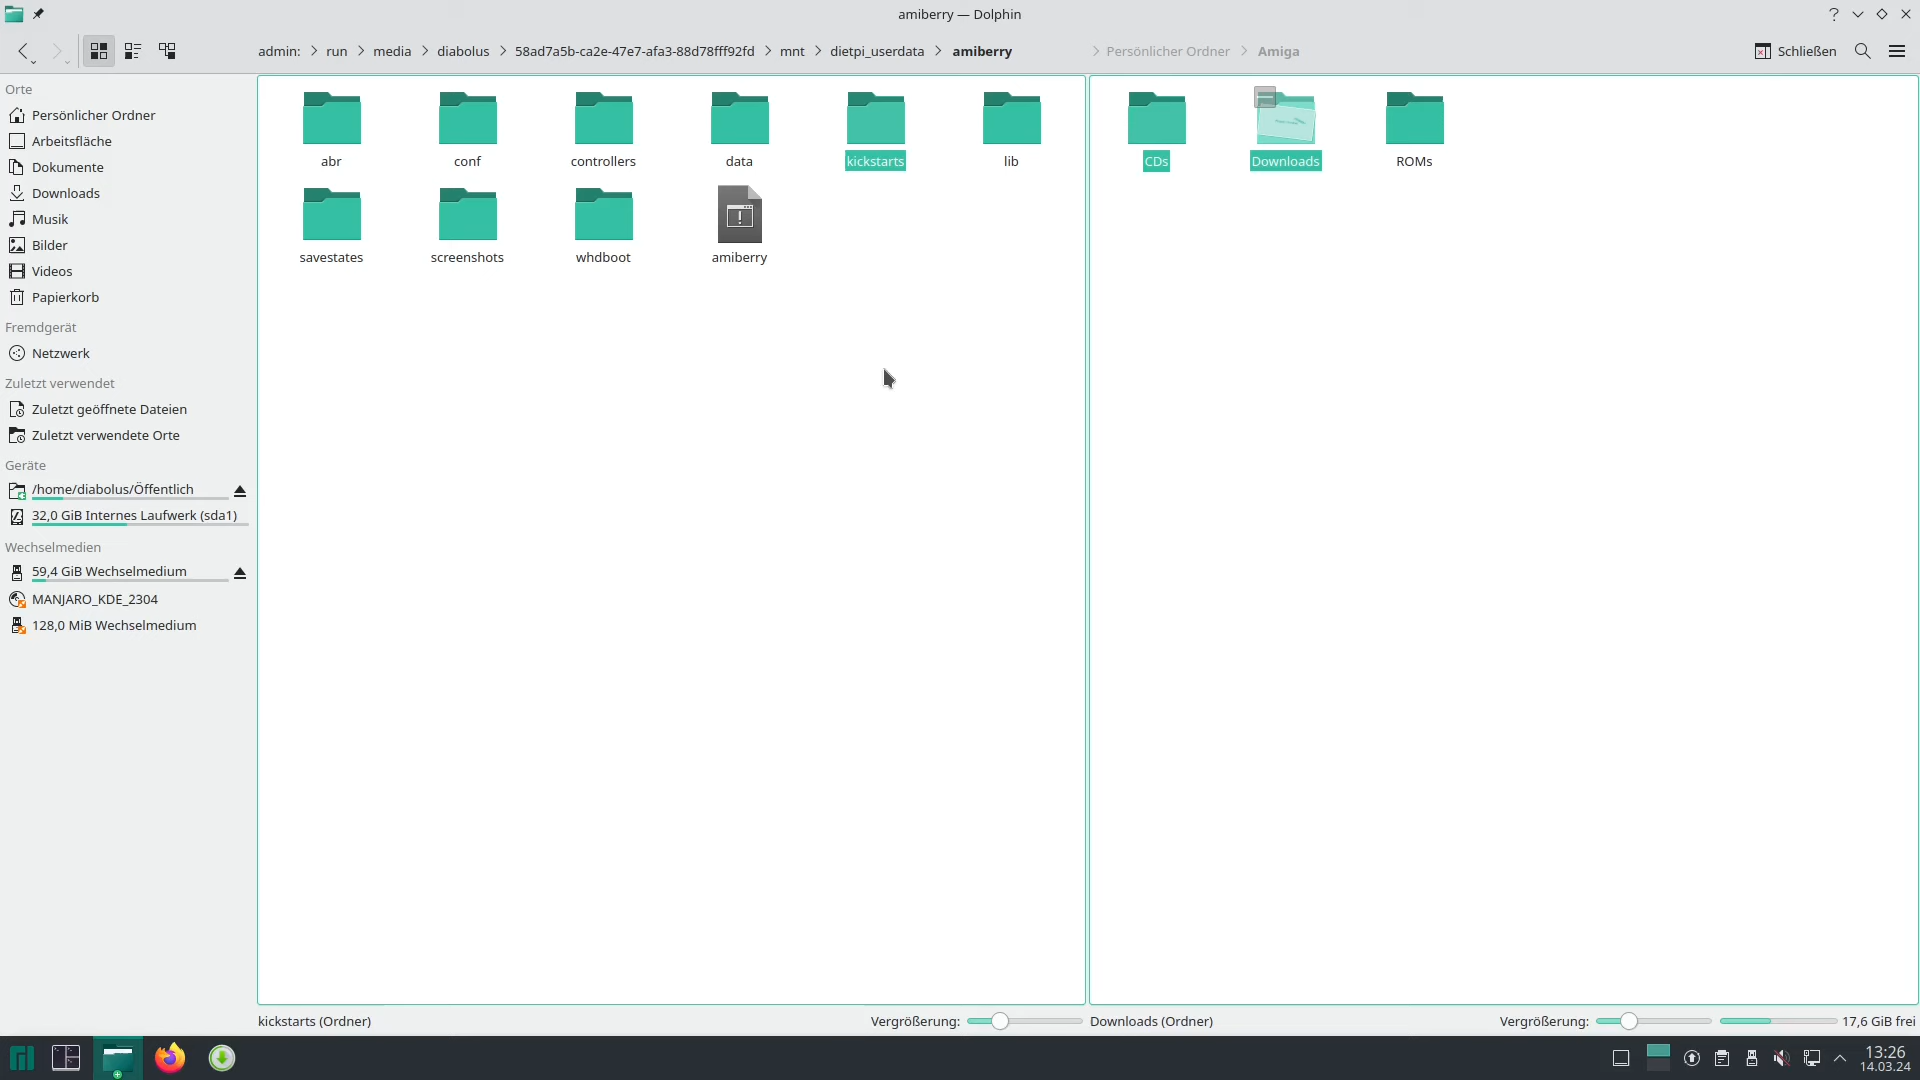 amiberry — Dolphin
admin: run media diabolus 58ad7a5b-ca2e-47e7-afa3-88d78fff92fd mnt dietpi_userdata amiberry
Persönlicher Ordner Amiga
Schließen
Orte
Persönlicher Ordner
Arbeitsfläche
Dokumente
Downloads
Musik
Bilder
Videos
Papierkorb
Fremdgerät
Netzwerk
Zuletzt verwendet
Zuletzt geöffnete Dateien
Zuletzt verwendete Orte
Geräte
/home/diabolus/Öffentlich
32,0 GiB Internes Laufwerk (sda1)
Wechselmedien
59,4 GiB Wechselmedium
MANJARO_KDE_2304
128,0 MiB Wechselmedium
abr conf controllers data kickstarts lib
savestates screenshots whdboot amiberry
CDs Downloads ROMs
kickstarts (Ordner) Vergrößerung:
Downloads (Ordner) Vergrößerung: 17,6 GiB frei
13:26
14.03.24